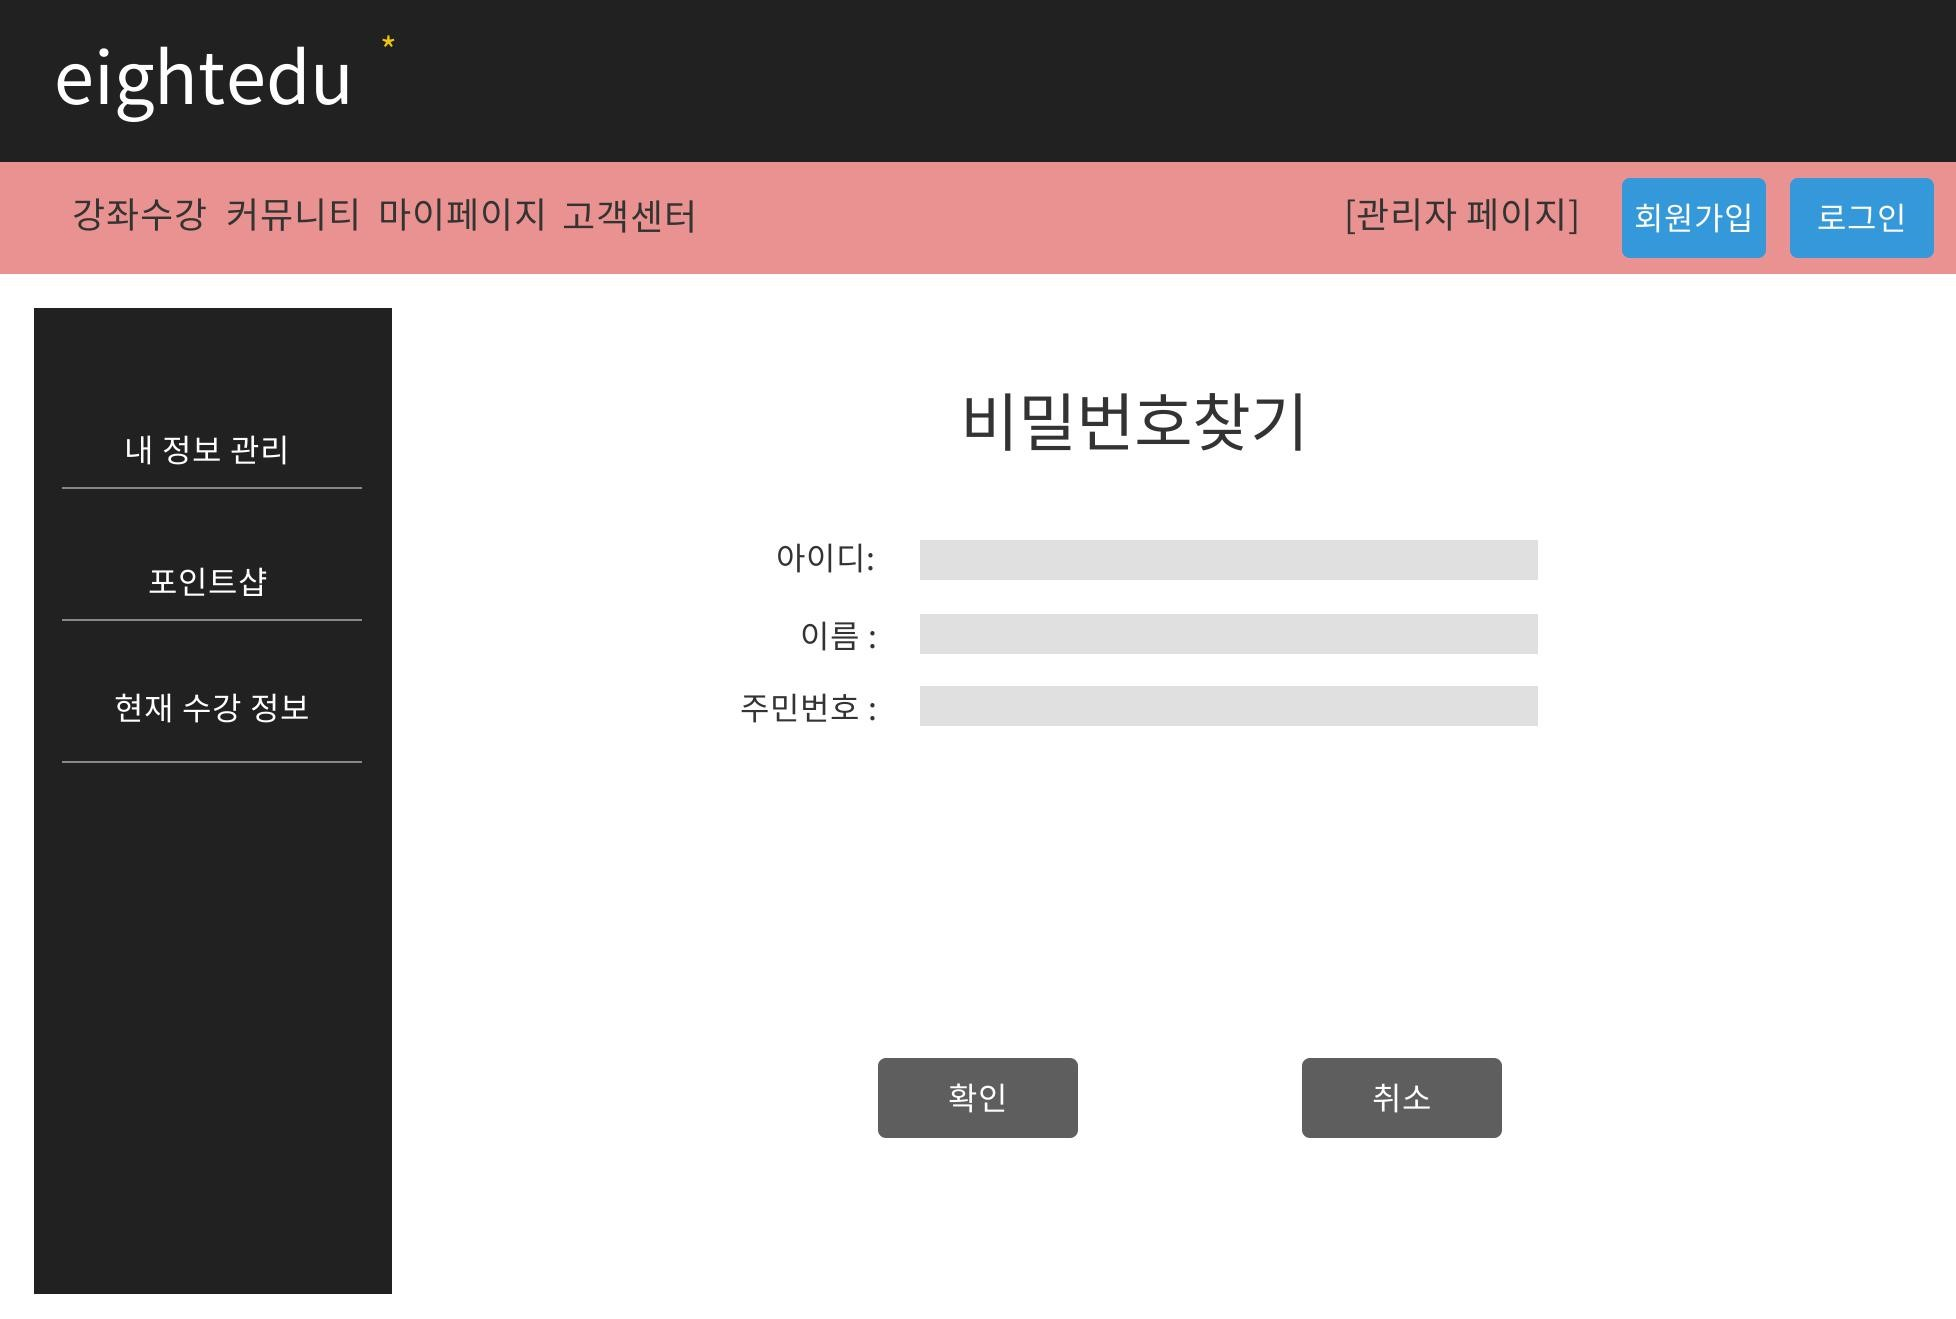 eightedu *
강좌수강 커뮤니티 마이페이지 고객센터 [관리자 페이지] 회원가입 로그인
내 정보 관리
포인트샵
현재 수강 정보
비밀번호찾기
아이디:
이름 :
주민번호 :
확인 취소